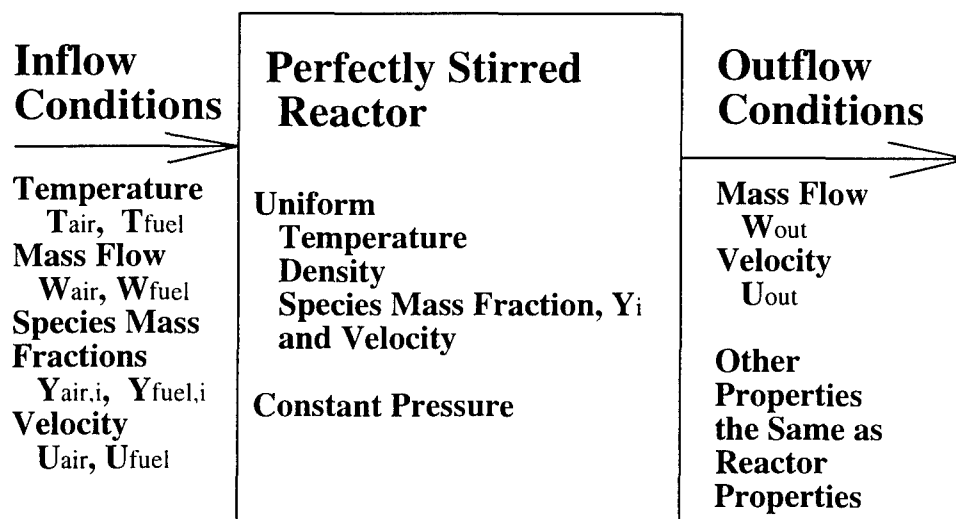 Inflow
Conditions
Temperature
Tair, Tfuel
Mass Flow
Wair, Wfuel
Species Mass
Fractions
Yair,i, Yfuel,i
Velocity
Uair, Ufuel
Perfectly Stirred
Reactor
Uniform
Temperature
Density
Species Mass Fraction, Yi
and Velocity
Constant Pressure
Outflow
Conditions
Mass Flow
Wout
Velocity
Uout
Other
Properties
the Same as
Reactor
Properties